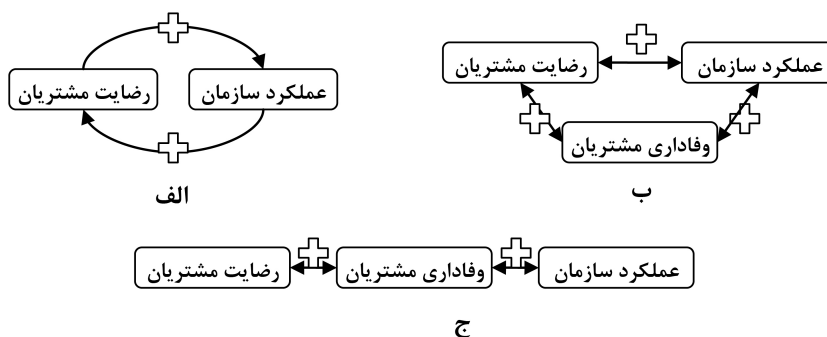 رضایت مشتریان
عملکرد سازمان
الف
عملکرد سازمان
رضایت مشتریان
وفاداری مشتریان
ب
عملکرد سازمان
وفاداری مشتریان
رضایت مشتریان
ج